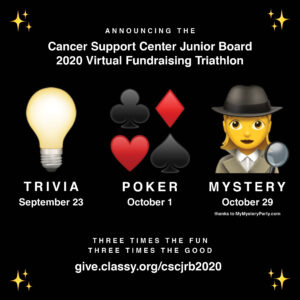 ANNOUNCING THE
Cancer Support Center Junior Board
2020 Virtual Fundraising Triathlon
TRIVIA
September 23
POKER
October 1
MYSTERY
October 29
thanks to MyMysteryParty.com
THREE TIMES THE FUN
THREE TIMES THE GOOD
give.classy.org/cscjrb2020